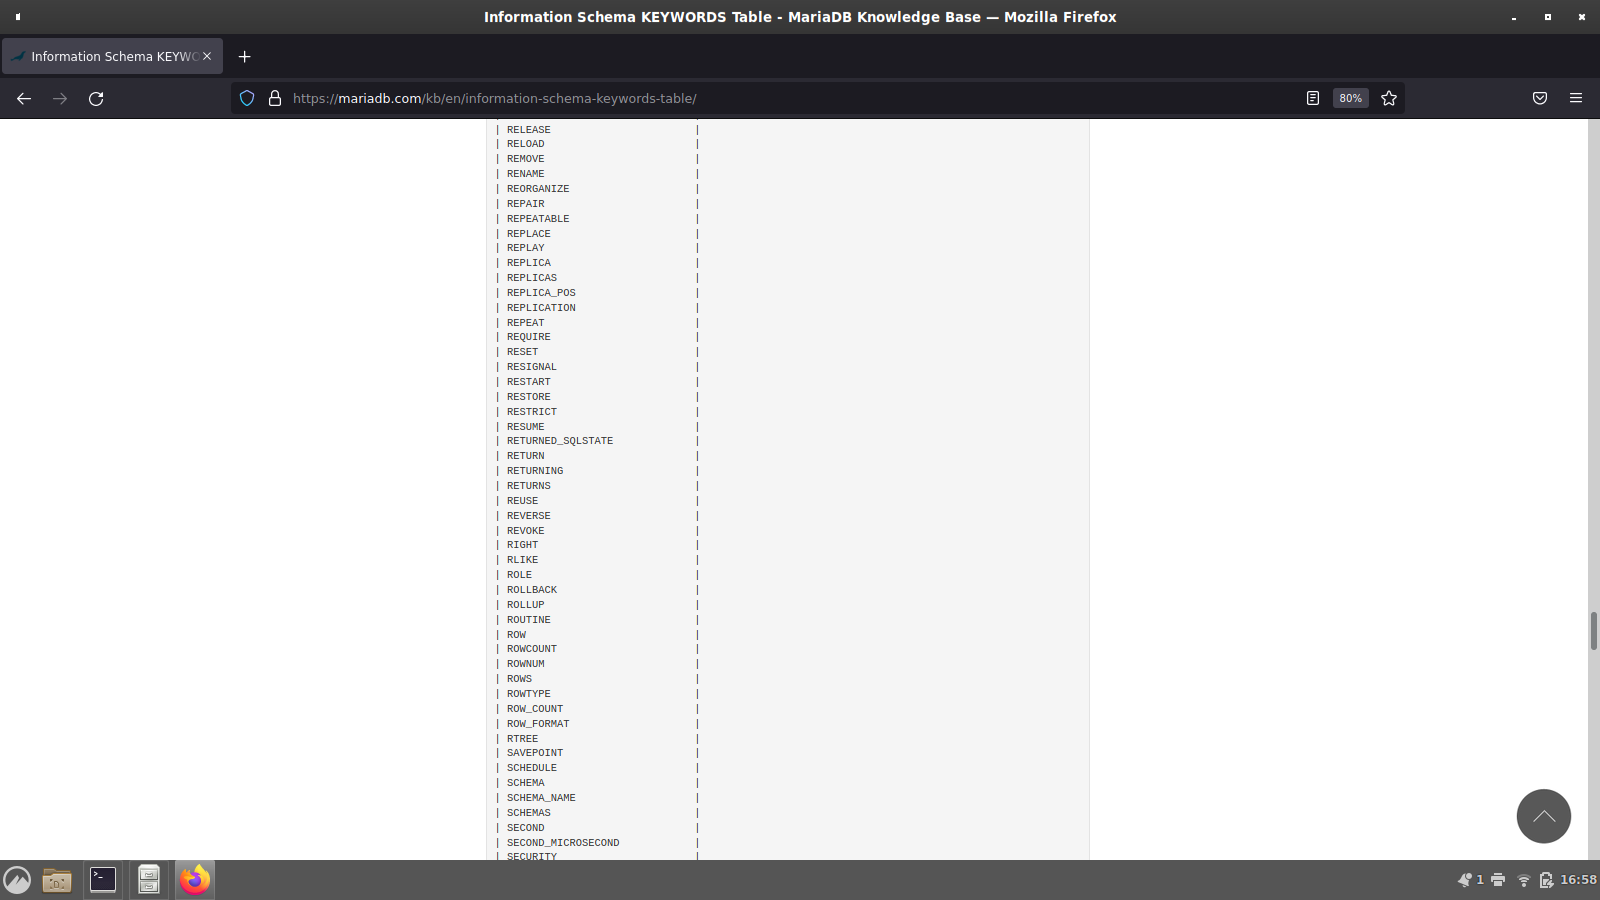 Information Schema KEYWORDS Table - MariaDB Knowledge Base — Mozilla Firefox
Information Schema KEYWO
https://mariadb.com/kb/en/information-schema-keywords-table/
80%
| RELEASE |
| RELOAD |
| REMOVE |
| RENAME |
| REORGANIZE |
| REPAIR |
| REPEATABLE |
| REPLACE |
| REPLAY |
| REPLICA |
| REPLICAS |
| REPLICA_POS |
| REPLICATION |
| REPEAT |
| REQUIRE |
| RESET |
| RESIGNAL |
| RESTART |
| RESTORE |
| RESTRICT |
| RESUME |
| RETURNED_SQLSTATE |
| RETURN |
| RETURNING |
| RETURNS |
| REUSE |
| REVERSE |
| REVOKE |
| RIGHT |
| RLIKE |
| ROLE |
| ROLLBACK |
| ROLLUP |
| ROUTINE |
| ROW |
| ROWCOUNT |
| ROWNUM |
| ROWS |
| ROWTYPE |
| ROW_COUNT |
| ROW_FORMAT |
| RTREE |
| SAVEPOINT |
| SCHEDULE |
| SCHEMA |
| SCHEMA_NAME |
| SCHEMAS |
| SECOND |
| SECOND_MICROSECOND |
| SECURITY |
1
16:58